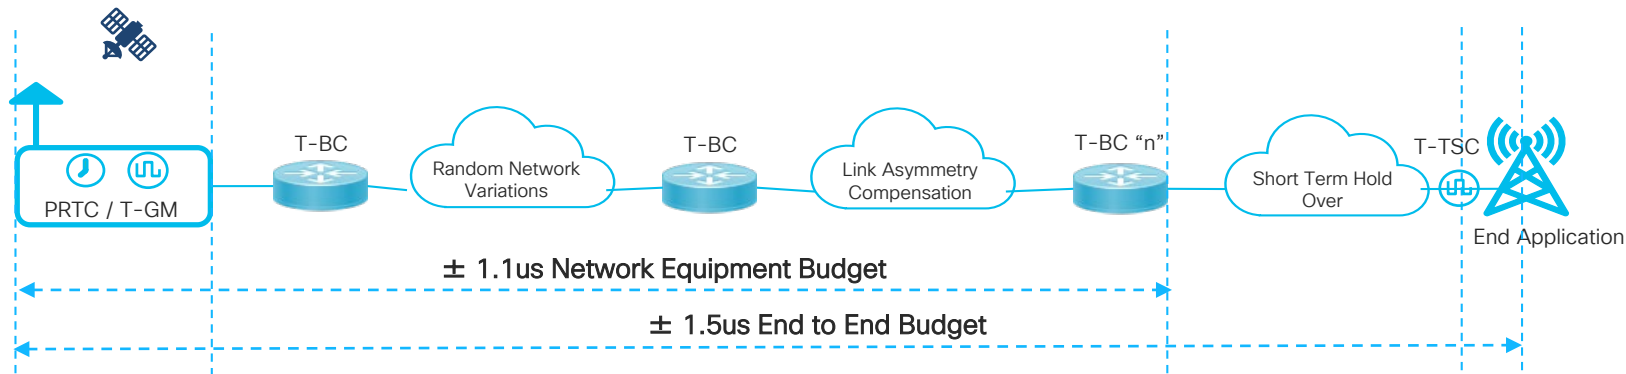 T-BC
Random Network
Variations
T-BC
Link Asymmetry
Compensation
T-BC “n”
Short Term Hold
Over
T-TSC
PRTC / T-GM
End Application
± 1.1us Network Equipment Budget
± 1.5us End to End Budget